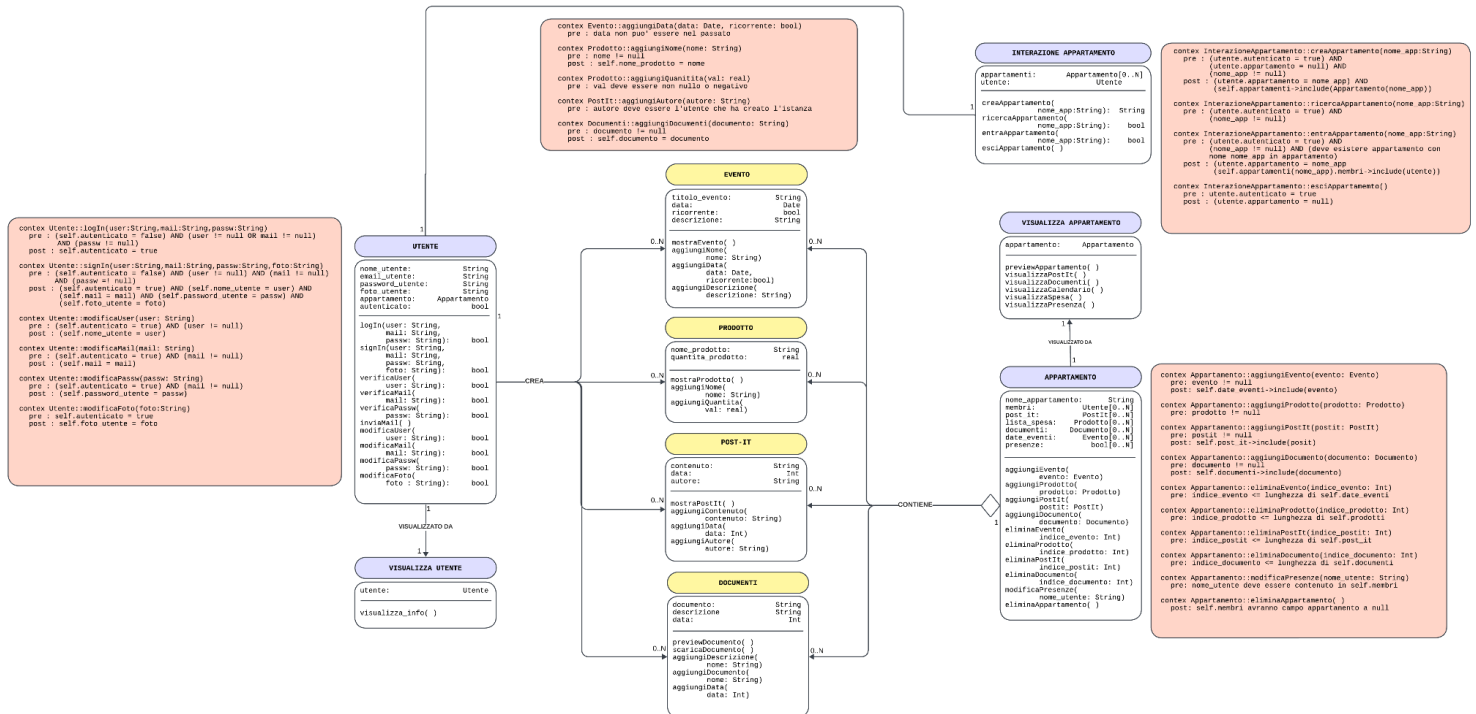 contex Evento::aggiungiData(data: Date, ricorrente: bool)
pre : data non puo' essere nel passato
contex Prodotto::aggiungiNome(nome: String)
pre : nome != null
post : self.nome_prodotto = nome
contex Prodotto::aggiungiQuanitita(val: real)
pre : val deve essere non nullo o negativo
contex PostIt::aggiungiAutore(autore: String)
pre : autore deve essere l'utente che ha creato l'istanza
contex Documenti::aggiungiDocumenti(documento: String)
pre : documento != null
post : self.documento = documento
INTERAZIONE APPARTAMENTO
appartamenti: Appartamento[0..N]
utente: Utente
creaAppartamento(
nome_app:String): String
ricercaAppartamento(
nome_app:String): bool
entraAppartamento(
nome_app:String): bool
esciAppartamento( )
1
contex InterazioneAppartamento::creaAppartamento(nome_app:String)
pre : (utente.autenticato = true) AND
(utente.appartamento = null) AND
(nome_app != null)
post : (utente.appartamento = nome_app) AND
(self.appartamenti->include(Appartamento(nome_app))
contex InterazioneAppartamento::ricercaAppartamento(nome_app:String)
pre : (utente.autenticato = true) AND
(nome_app != null)
contex InterazioneAppartamento::entraAppartamento(nome_app:String)
pre : (utente.autenticato = true) AND
(nome_app != null) AND (deve esistere appartamento con
nome nome_app in appartamento)
post : (utente.appartamento = nome_app
(self.appartamenti(nome_app).membri->include(utente))
contex InterazioneAppartamento::esciAppartamemto()
pre : utente.autenticato = true
post : (utente.appartamento = null)
contex Utente::logIn(user:String,mail:String,passw:String)
pre : (self.autenticato = false) AND (user != null OR mail != null)
AND (passw != null)
post : self.autenticato = true
contex Utente::signIn(user:String,mail:String,passw:String,foto:String)
pre : (self.autenticato = false) AND (user != null) AND (mail != null)
AND (passw =! null)
post : (self.autenticato = true) AND (self.nome_utente = user) AND
(self.mail = mail) AND (self.password_utente = passw) AND
(self.foto_utente = foto)
contex Utente::modificaUser(user: String)
pre : (self.autenticato = true) AND (user != null)
post : (self.nome_utente = user)
contex Utente::modificaMail(mail: String)
pre : (self.autenticato = true) AND (mail != null)
post : (self.mail = mail)
contex Utente::modificaPassw(passw: String)
pre : (self.autenticato = true) AND (mail != null)
post : (self.password_utente = passw)
contex Utente::modificaFoto(foto:String)
pre : self.autenticato = true
post : self.foto utente = foto
1
UTENTE
nome_utente: String
email_utente: String
password_utente: String
foto_utente: String
appartamento: Appartamento
autenticato: bool
logIn(user: String,
mail: String,
passw: String): bool
signIn(user: String,
mail: String,
passw: String,
foto: String): bool
verificaUser(
user: String): bool
verificaMail(
mail: String): bool
verificaPassw(
passw: String): bool
inviaMail( )
modificaUser(
user: String): bool
modificaMail(
mail: String): bool
modificaPassw(
passw: String): bool
modificaFoto(
foto : String): bool
1
1
VISUALIZZATO DA
1
VISUALIZZA UTENTE
utente: Utente
visualizza_info( )
CREA
EVENTO
titolo_evento: String
data: Date
ricorrente: bool
descrizione: String
mostraEvento( )
aggiungiNome(
nome: String)
aggiungiData(
data: Date,
ricorrente:bool)
aggiungiDescrizione(
descrizione: String)
0..N
0..N
PRODOTTO
nome_prodotto: String
quantita_prodotto: real
mostraProdotto( )
aggiungiNome(
nome: String)
aggiungiQuantita(
val: real)
0..N
0..N
POST-IT
contenuto: String
data: Int
autore: String
mostraPostIt( )
aggiungiContenuto(
contenuto: String)
aggiungiData(
data: Int)
aggiungiAutore(
autore: String)
0..N
0..N
DOCUMENTI
documento: String
descrizione String
data: Int
previewDocumento( )
scaricaDocumento( )
aggiungiDescrizione(
nome: String)
aggiungiDocumento(
nome: String)
aggiungiData(
data: Int)
0..N
0..N
CONTIENE
VISUALIZZA APPARTAMENTO
appartamento: Appartamento
previewAppartamento( )
visualizzaPostIt( )
visualizzaDocumenti( )
visualizzaCalendario( )
visualizzaSpesa( )
visualizzaPresenza( )
1
VISUALIZZATO DA
1
APPARTAMENTO
nome_appartamento: String
membri: Utente[0..N]
post it: PostIt[0..N]
lista_spesa: Prodotto[0..N]
documenti: Documento[0..N]
date_eventi: Evento[0..N]
presenze: bool[0..N]
aggiungiEvento(
evento: Evento)
aggiungiProdotto(
prodotto: Prodotto)
aggiungiPostIt(
postit: PostIt)
aggiungiDocumento(
documento: Documento)
eliminaEvento(
indice_evento: Int)
eliminaProdotto(
indice_prodotto: Int)
eliminaPostIt(
indice_postit: Int)
eliminaDocumento(
indice_documento: Int)
modificaPresenze(
nome_utente: String)
eliminaAppartamento( )
1
contex Appartamento::aggiungiEvento(evento: Evento)
pre: evento != null
post: self.date_eventi->include(evento)
contex Appartamento::aggiungiProdotto(prodotto: Prodotto)
pre: prodotto != null
contex Appartamento::aggiungiPostIt(postit: PostIt)
pre: postit != null
post: self.post_it->include(posit)
contex Appartamento::aggiungiDocumento(documento: Documento)
pre: documento != null
post: self.documenti->include(documento)
contex Appartamento::eliminaEvento(indice_evento: Int)
pre: indice_evento <= lunghezza di self.date_eventi
contex Appartamento::eliminaProdotto(indice_prodotto: Int)
pre: indice_prodotto <= lunghezza di self.prodotti
contex Appartamento::eliminaPostIt(indice_postit: Int)
pre: indice_postit <= lunghezza di self.post_it
contex Appartamento::eliminaDocumento(indice_documento: Int)
pre: indice_documento <= lunghezza di self.documenti
contex Appartamento::modificaPresenze(nome_utente: String)
pre: nome_utente deve essere contenuto in self.membri
contex Appartamento::eliminaAppartamento( )
post: self.membri avranno campo appartanento a null